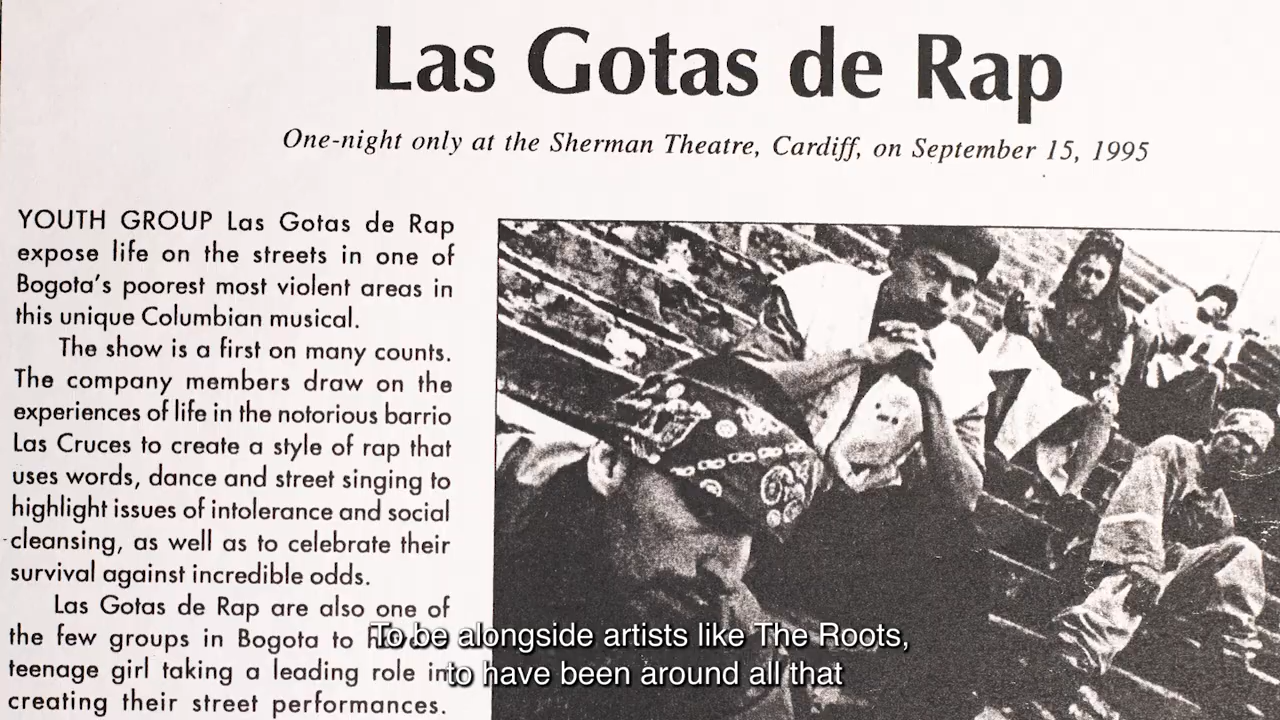 Las Gotas de Rap
One-night only at the Sherman Theatre, Cardiff, on September 15, 1995
YOUTH GROUP Las Gotas de Rap
expose life on the streets in one of
Bogota's poorest most violent areas in
this unique Columbian musical.
The show is a first on many counts.
The company members draw on the
experiences of life in the notorious barrio
Las Cruces to create a style of rap that
uses words, dance and street singing to
highlight issues of intolerance and social
cleansing, as well as to celebrate their
survival against incredible odds.
Las Gotas de Rap are also one of
the few groups in Bogota to
teenage girl taking a leading role in
creating their street performances.
To be alongside artists like The Roots,
to have been around all that